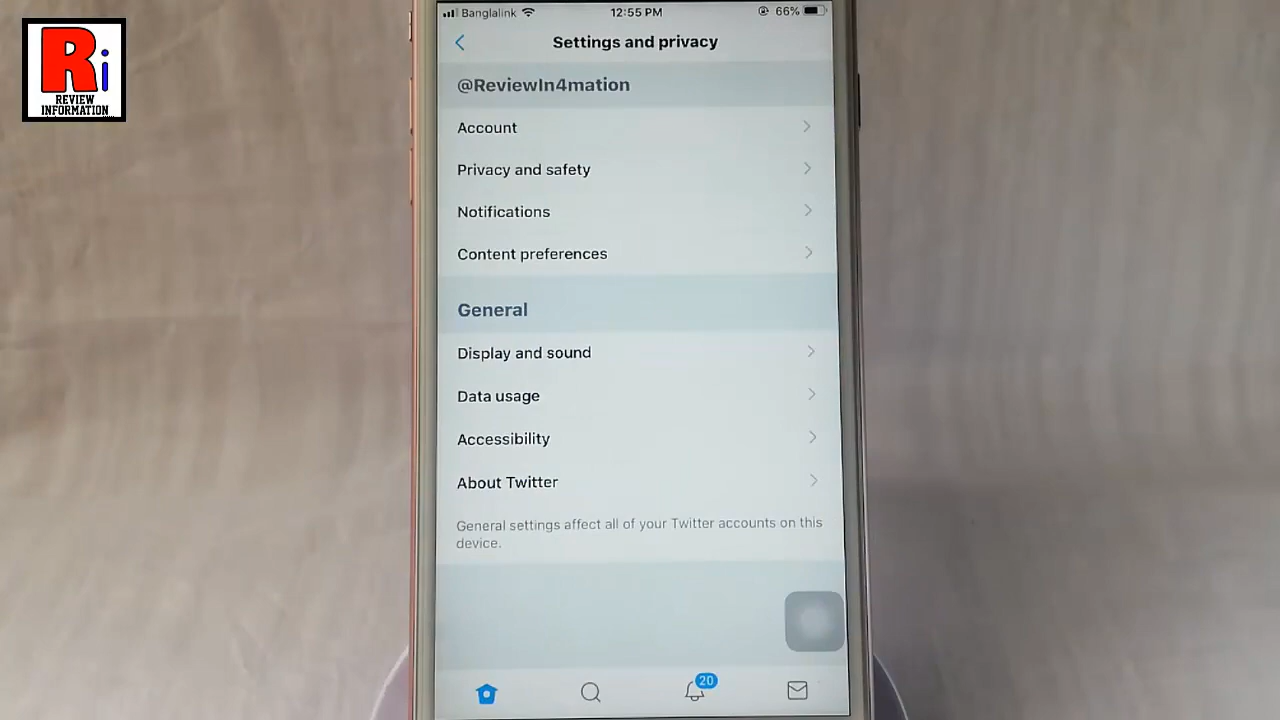 Ri
REVIEW
INFORMATION
Banglalink 12:55 PM 66%
Settings and privacy
@ReviewIn4mation
Account
Privacy and safety
Notifications
Content preferences
General
Display and sound
Data usage
Accessibility
About Twitter
General settings affect all of your Twitter accounts on this
device.
20